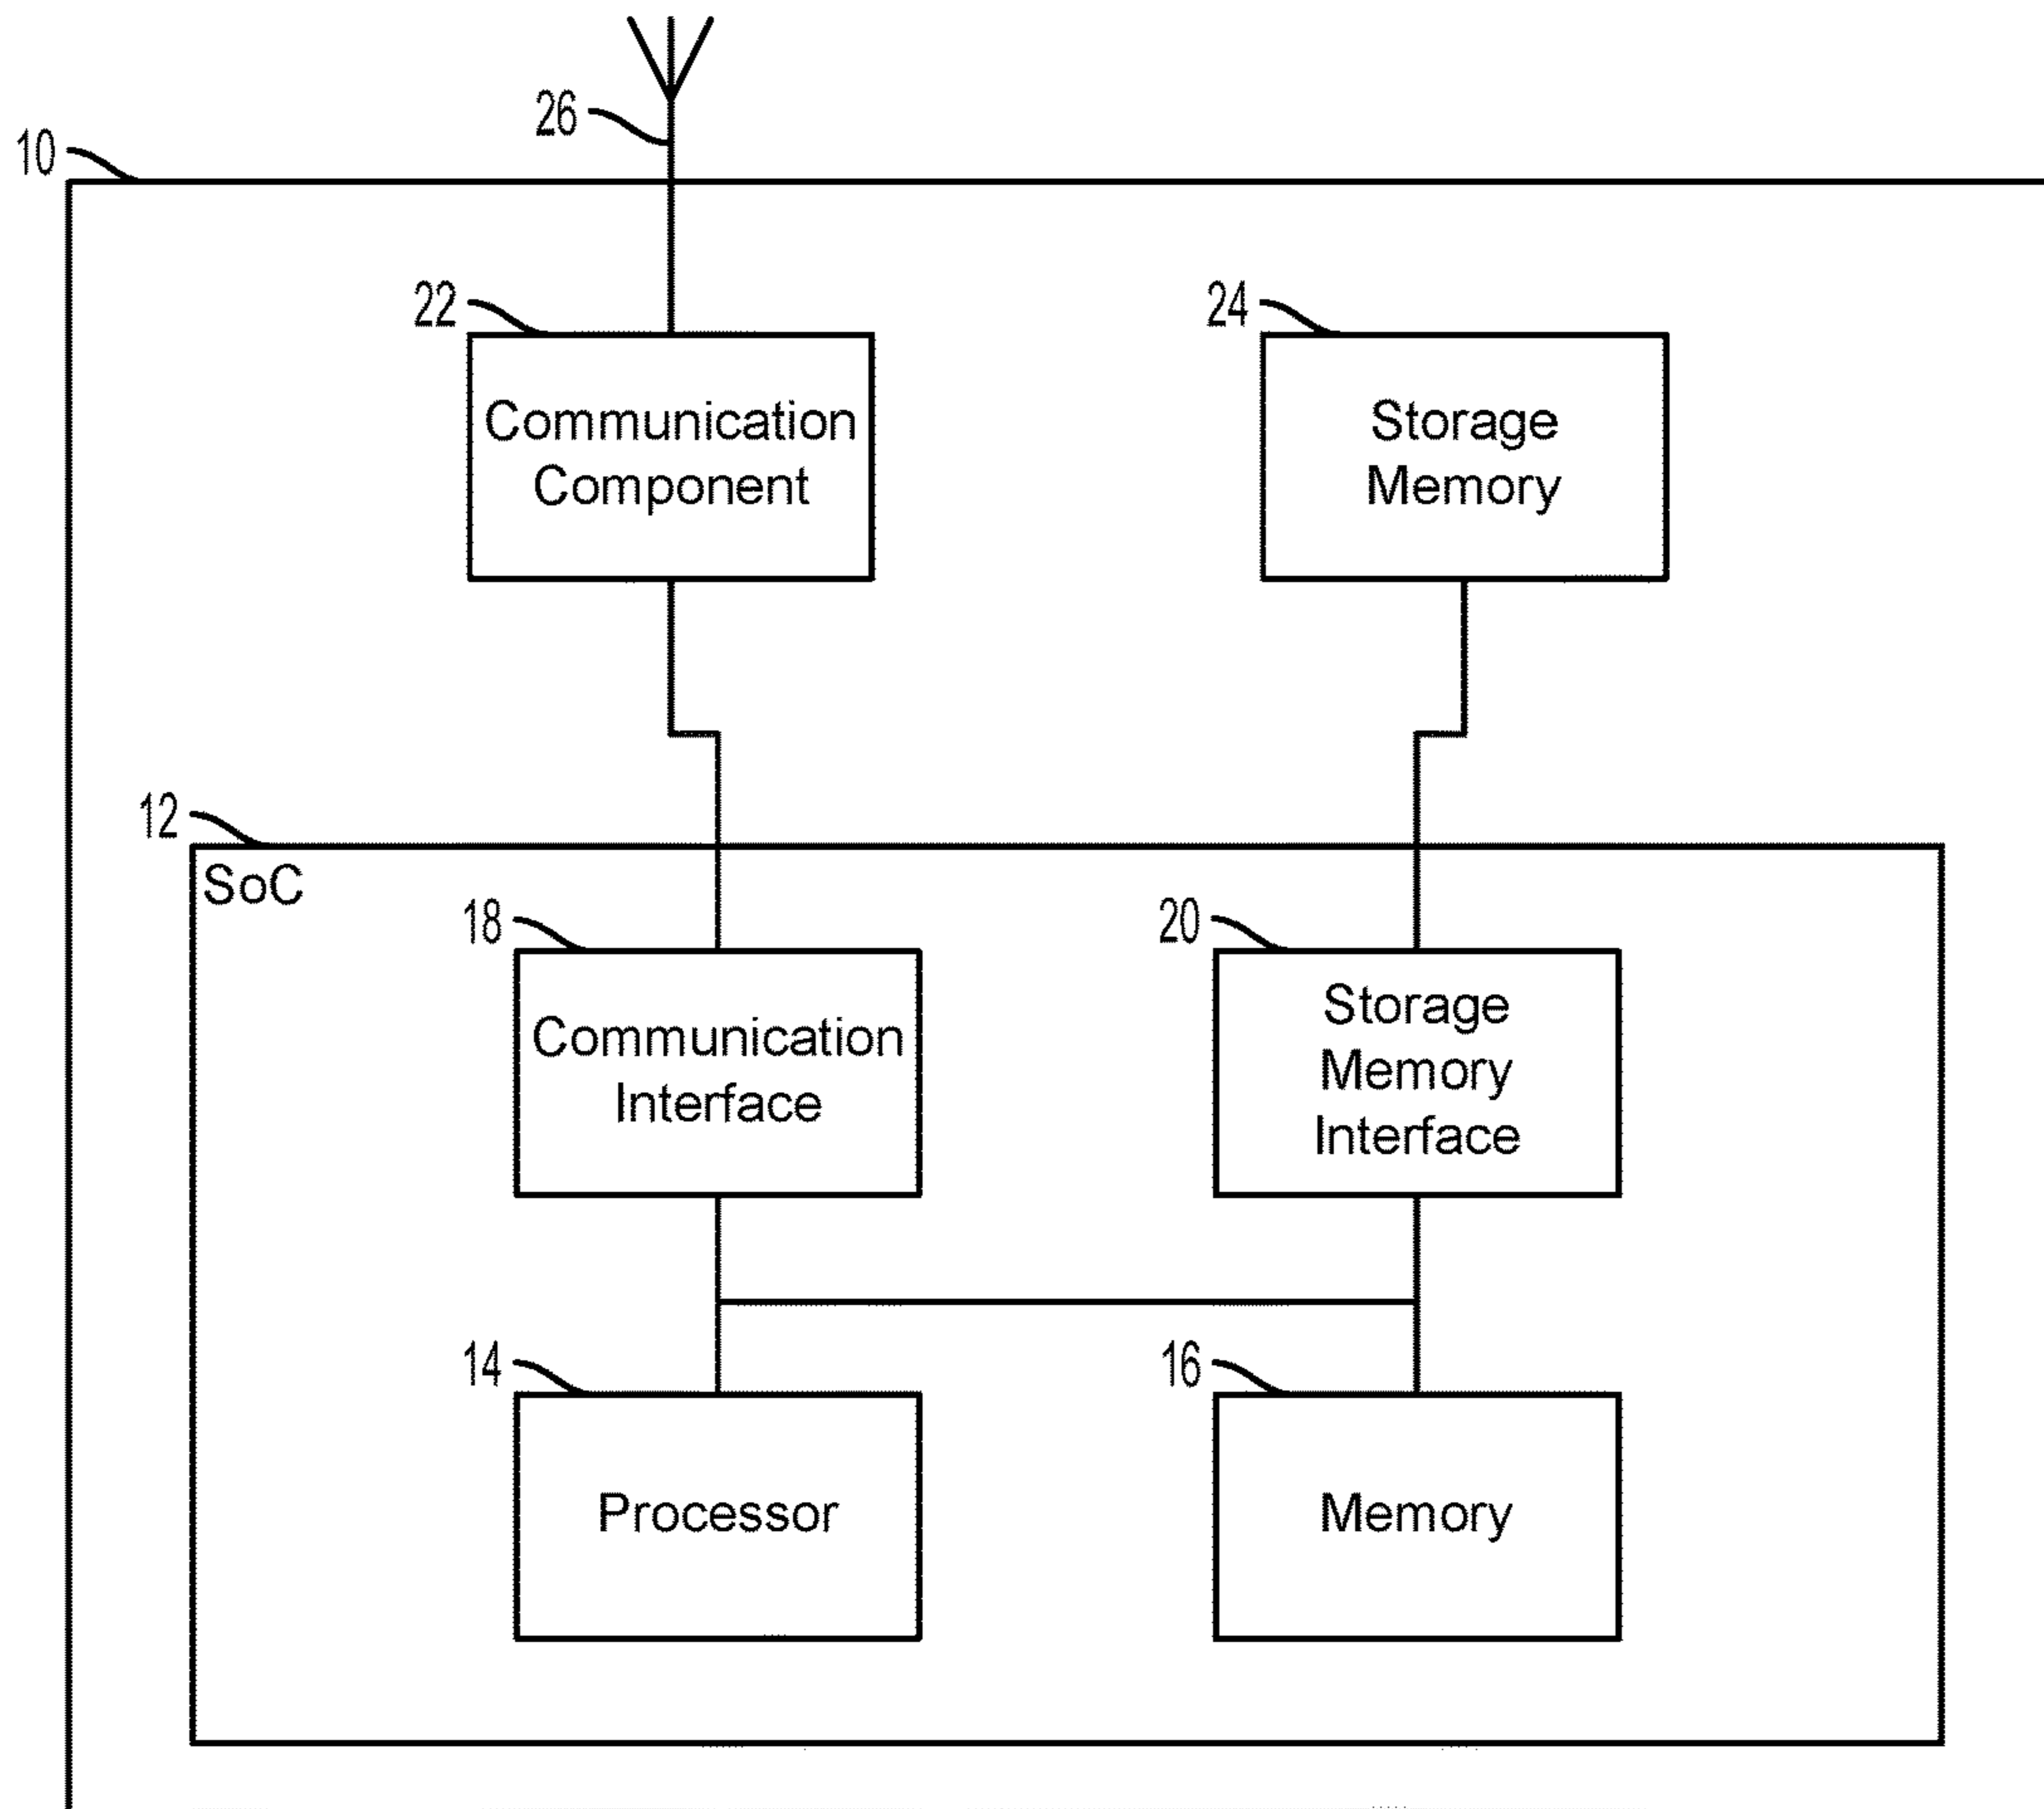 26
10
22
24
Communication
Component
Storage
Memory
12
SoC
18
20
Communication
Interface
Storage
Memory
Interface
14
16
Processor
Memory